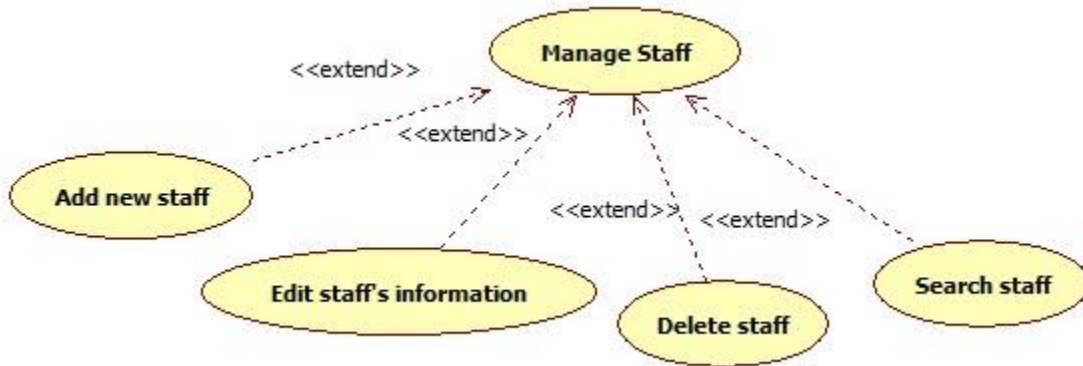 Manage Staff
<<extend>>
<<extend>>
Add new staff
<<extend>>
<<extend>>
Edit staff's information
Search staff
Delete staff